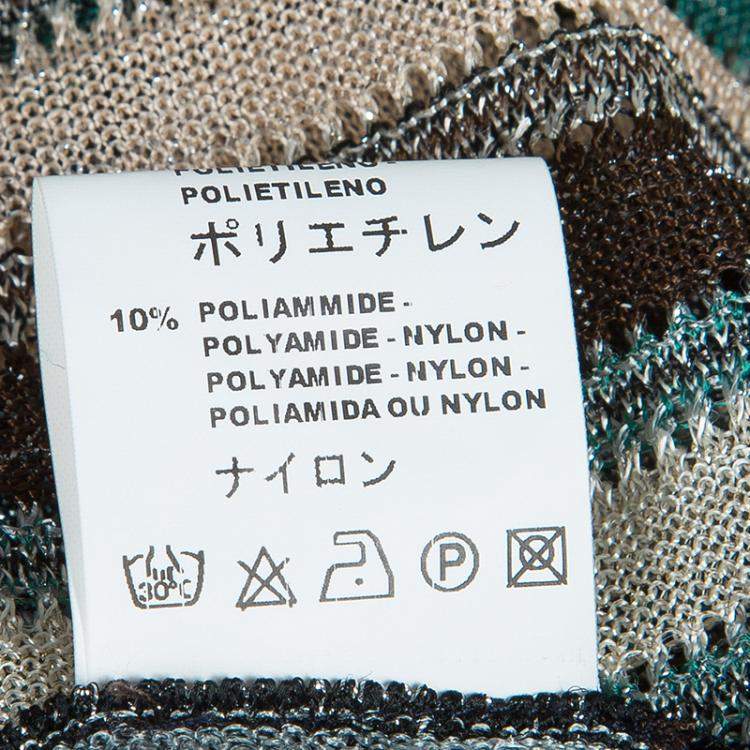 POLIETILENO -
POLIETILENO
ポリエチレン
10% POLIAMMIDE -
POLYAMIDE - NYLON -
POLYAMIDE - NYLON -
POLIAMIDA OU NYLON
ナイロン
30°C
P